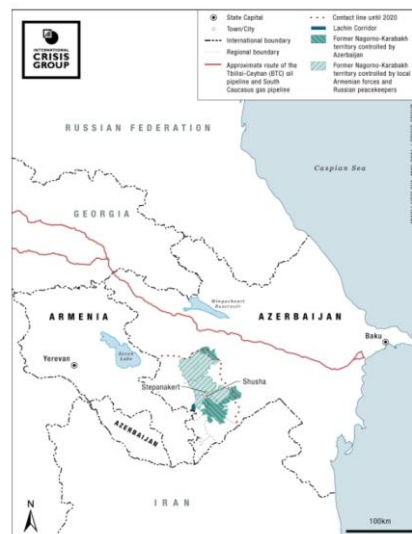 INTERNATIONAL
CRISIS
GROUP
State Capital
Town/City
International boundary
Regional boundary
Approximate route of the
Tbilisi-Ceyhan (BTC) oil
pipeline and South
Caucasus gas pipeline
Contact line until 2020
Lachin Corridor
Former Nagorno-Karabakh
territory controlled by
Azerbaijan
Former Nagorno-Karabakh
territory controlled by local
Armenian forces and
Russian peacekeepers
RUSSIAN FEDERATION
Caspian Sea
GEORGIA
Mingachevir
Reservoir
ARMENIA
AZERBAIJAN
Baku
Sevan
Lake
Yerevan
Stepanakert
Shusha
AZERBAIJAN
IRAN
N
100km